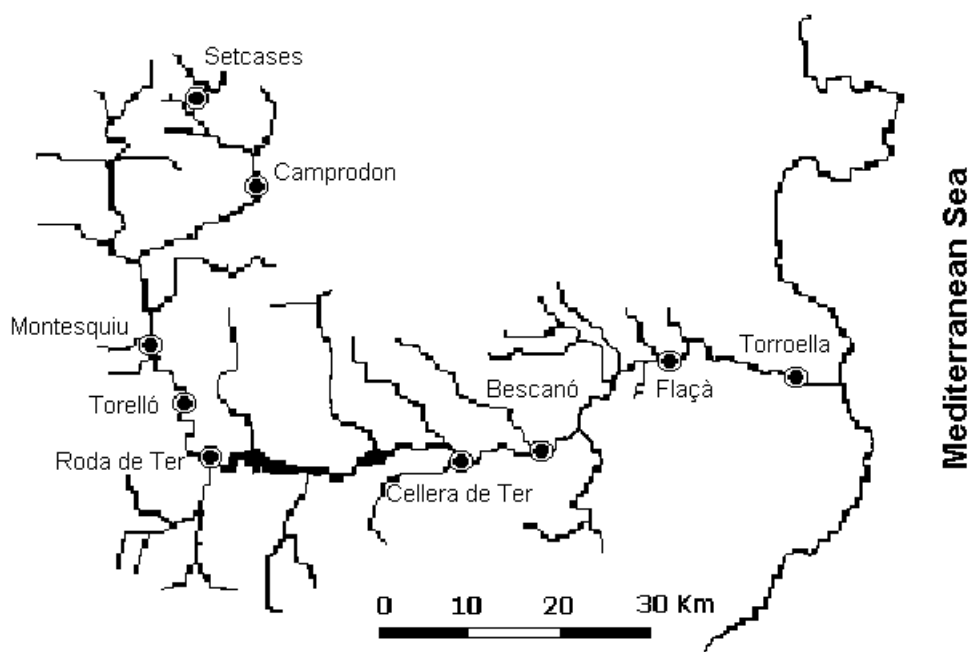 Setcases
Camprodon
Mediterranean Sea
Montesquiu
Torroella
Bescanó
Flaçà
Torelló
Roda de Ter
Cellera de Ter
0 10 20 30 Km